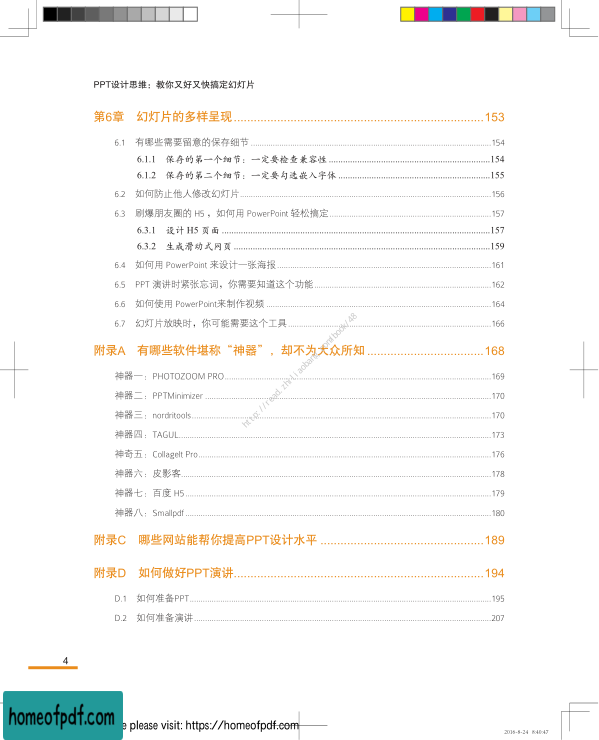 PPT设计思维：教你又好又快搞定幻灯片
第6章 幻灯片的多样呈现 153
6.1 有哪些需要留意的保存细节 154
6.1.1 保存的第一个细节：一定要检查兼容性 154
6.1.2 保存的第二个细节：一定要勾选嵌入字体 155
6.2 如何防止他人修改幻灯片 156
6.3 刷爆朋友圈的 H5，如何用 PowerPoint 轻松搞定 157
6.3.1 设计 H5 页面 157
6.3.2 生成滑动式网页 159
6.4 如何用 PowerPoint 来设计一张海报 161
6.5 PPT 演讲时紧张忘词，你需要知道这个功能 162
6.6 如何使用 PowerPoint来制作视频 164
6.7 幻灯片放映时，你可能需要这个工具 166
附录A 有哪些软件堪称“神器”，却不为大众所知 168
神器一：PHOTOZOOM PRO 169
神器二：PPTMinimizer 170
神器三：nordritools 170
神器四：TAGUL 173
神奇五：CollageIt Pro 176
神器六：皮影客 178
神器七：百度 H5 179
神器八：Smallpdf 180
附录C 哪些网站能帮你提高PPT设计水平 189
附录D 如何做好PPT演讲 194
D.1 如何准备PPT 195
D.2 如何准备演讲 207
4
homeofpdf.com
please visit: https://homeofpdf.com
2016-8-24 8:40:47